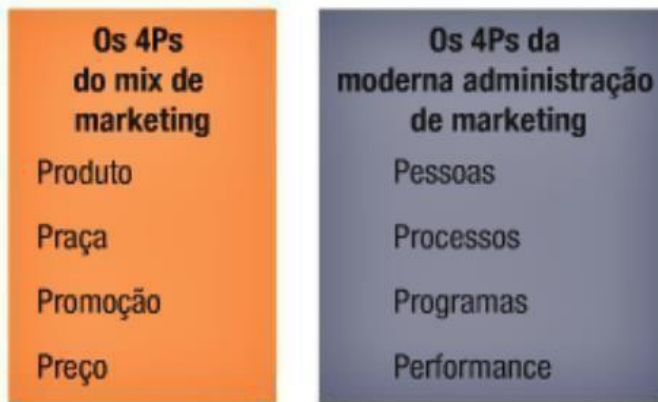 Os 4Ps
do mix de
marketing
Produto
Praça
Promoção
Preço
Os 4Ps da
moderna administração
de marketing
Pessoas
Processos
Programas
Performance